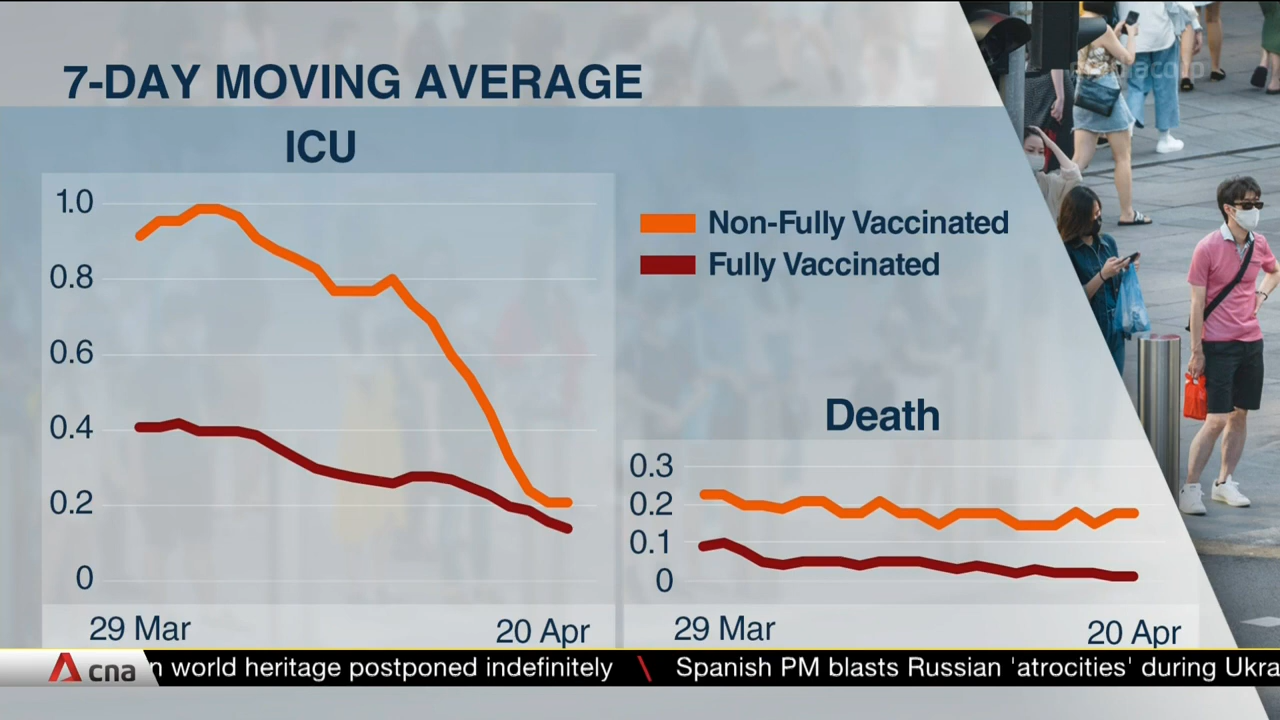 7-DAY MOVING AVERAGE
ICU
1.0
0.8
0.6
0.4
0.2
0
29 Mar
20 Apr
Non-Fully Vaccinated
Fully Vaccinated
Death
0.3
0.2
0.1
0
29 Mar
20 Apr
cna
n world heritage postponed indefinitely \ Spanish PM blasts Russian 'atrocities' during Ukra